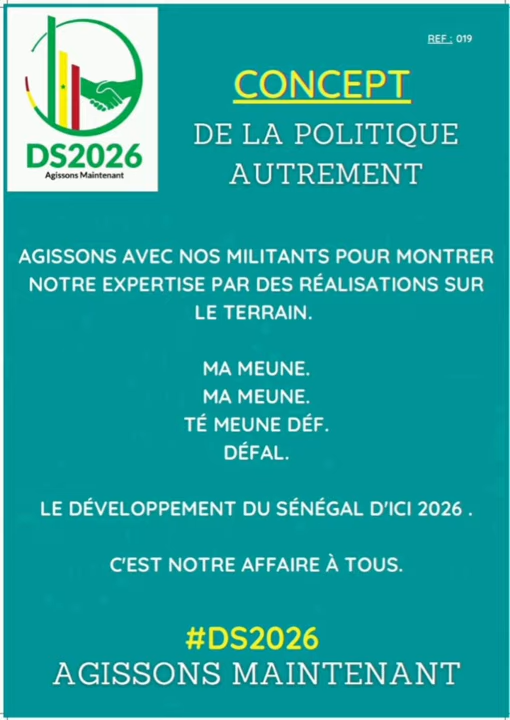 REF : 019
DS2026
Agissons Maintenant
CONCEPT
DE LA POLITIQUE
AUTREMENT
AGISSONS AVEC NOS MILITANTS POUR MONTRER
NOTRE EXPERTISE PAR DES RÉALISATIONS SUR
LE TERRAIN.
MA MEUNE.
MA MEUNE.
TÉ MEUNE DÉF.
DÉFAL.
LE DÉVELOPPEMENT DU SÉNÉGAL D'ICI 2026 .
C'EST NOTRE AFFAIRE À TOUS.
#DS2026
AGISSONS MAINTENANT